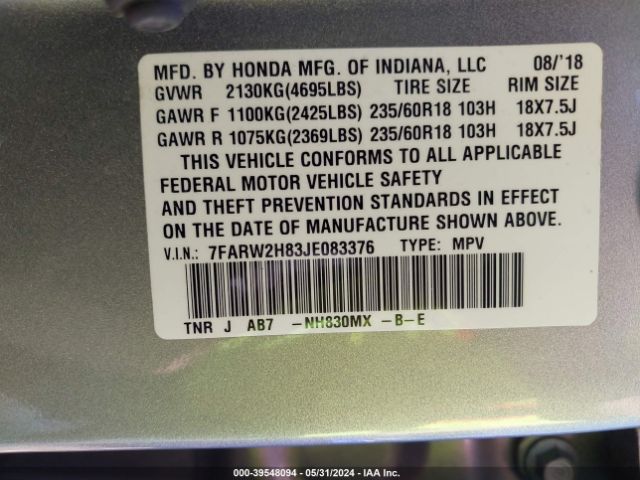 MFD. BY HONDA MFG. OF INDIANA, LLC 08/'18
GVWR 2130KG(4695LBS) TIRE SIZE RIM SIZE
GAWR F 1100KG(2425LBS) 235/60R18 103H 18X7.5J
GAWR R 1075KG(2369LBS) 235/60R18 103H 18X7.5J
THIS VEHICLE CONFORMS TO ALL APPLICABLE
FEDERAL MOTOR VEHICLE SAFETY
AND THEFT PREVENTION STANDARDS IN EFFECT
ON THE DATE OF MANUFACTURE SHOWN ABOVE.
V.I.N.: 7FARW2H83JE083376 TYPE: MPV
TNR J AB7 -NH830MX -B-E
000-39548094 - 05/31/2024 - IAA Inc.